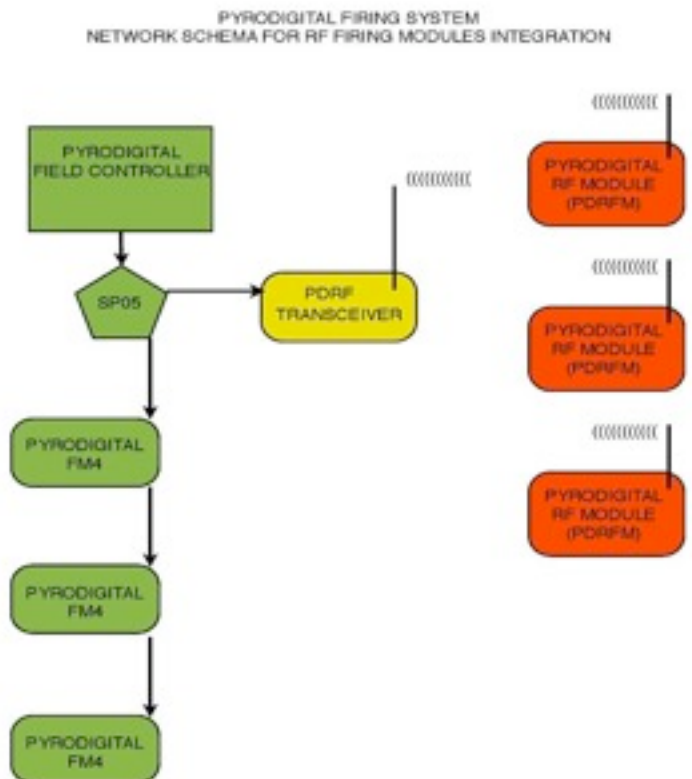 PYRODIGITAL FIRING SYSTEM
NETWORK SCHEMA FOR RF FIRING MODULES INTEGRATION
PYRODIGITAL
FIELD CONTROLLER
SP05
PDRF
TRANSCEIVER
PYRODIGITAL
RF MODULE
(PDRFM)
PYRODIGITAL
RF MODULE
(PDRFM)
PYRODIGITAL
RF MODULE
(PDRFM)
PYRODIGITAL
FM4
PYRODIGITAL
FM4
PYRODIGITAL
FM4